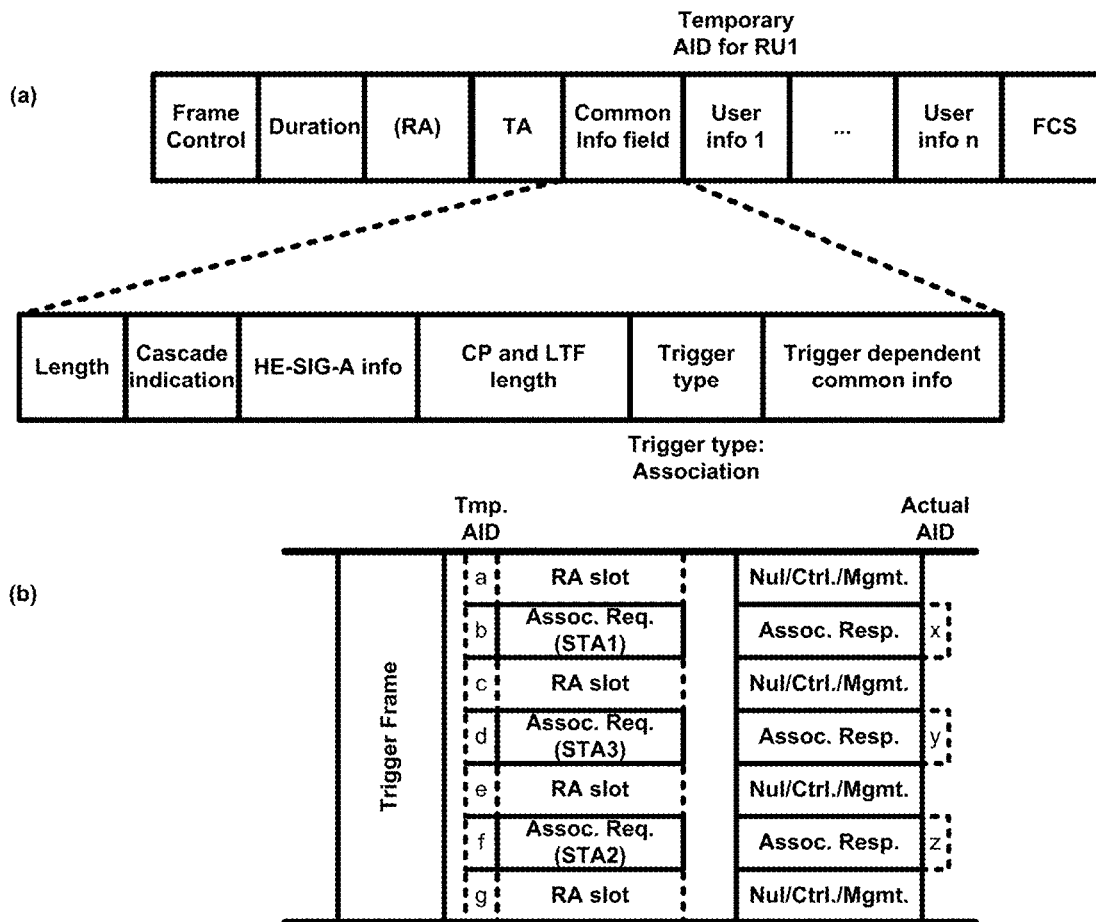 Temporary
AID for RU1
(a)
Frame
Control
Duration
(RA)
TA
Common
Info field
User
info 1
...
User
info n
FCS
Length
Cascade
indication
HE-SIG-A info
CP and LTF
length
Trigger
type
Trigger dependent
common info
Trigger type:
Association
Tmp.
AID
Actual
AID
(b)
Trigger Frame
a
RA slot
Nul/Ctrl./Mgmt.
b
Assoc. Req.
(STA1)
Assoc. Resp.
x
c
RA slot
Nul/Ctrl./Mgmt.
d
Assoc. Req.
(STA3)
Assoc. Resp.
y
e
RA slot
Nul/Ctrl./Mgmt.
f
Assoc. Req.
(STA2)
Assoc. Resp.
z
g
RA slot
Nul/Ctrl./Mgmt.